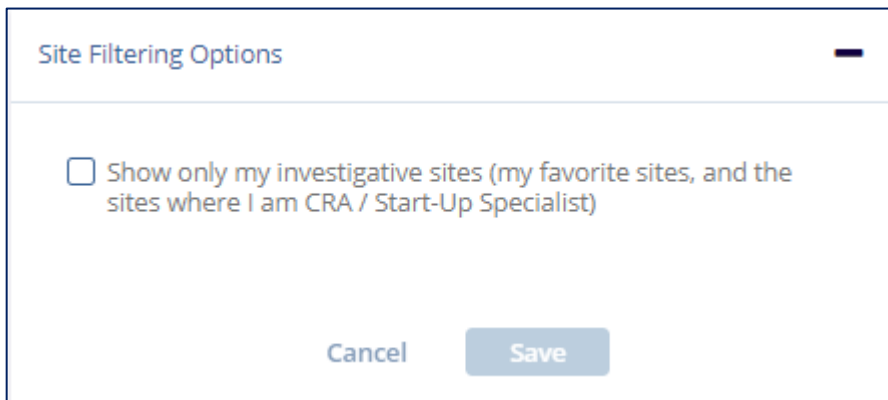 Site Filtering Options
Show only my investigative sites (my favorite sites, and the
sites where I am CRA / Start-Up Specialist)
Cancel Save